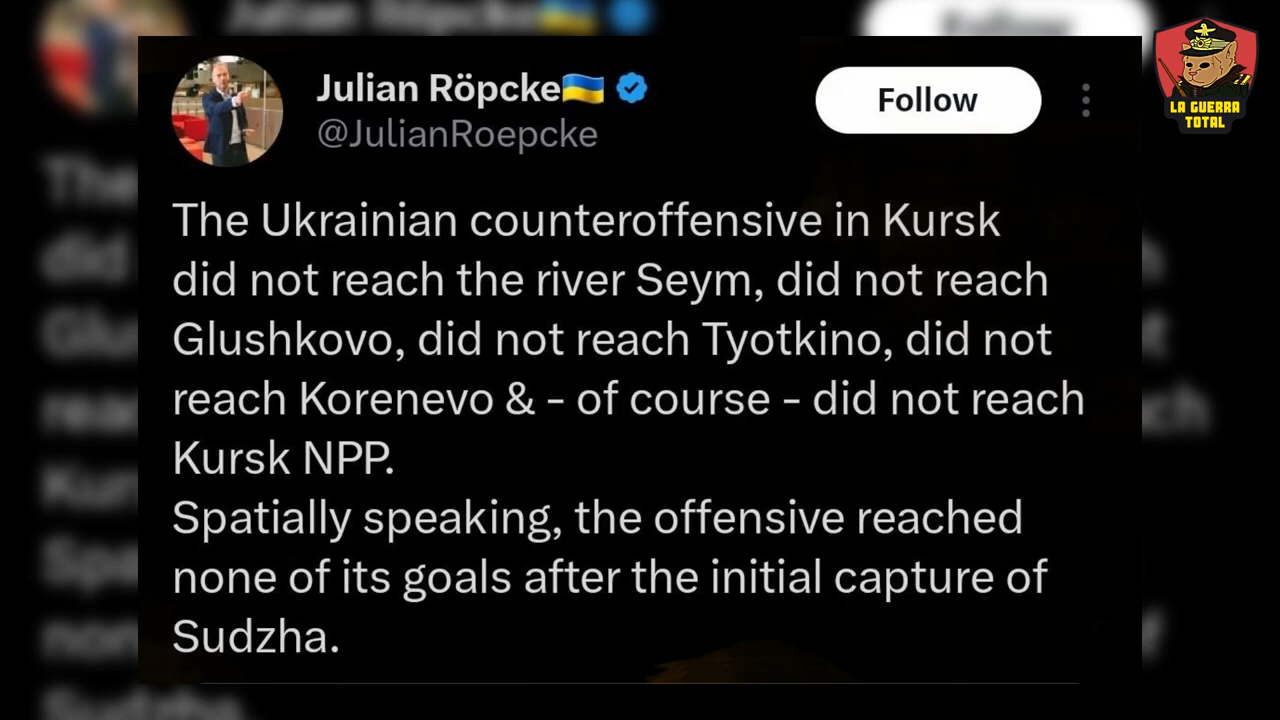 Julian Röpcke🇺🇦
@JulianRoepcke
Follow
LA GUERRA
TOTAL
The Ukrainian counteroffensive in Kursk
did not reach the river Seym, did not reach
Glushkovo, did not reach Tyotkino, did not
reach Korenevo & - of course - did not reach
Kursk NPP.
Spatially speaking, the offensive reached
none of its goals after the initial capture of
Sudzha.